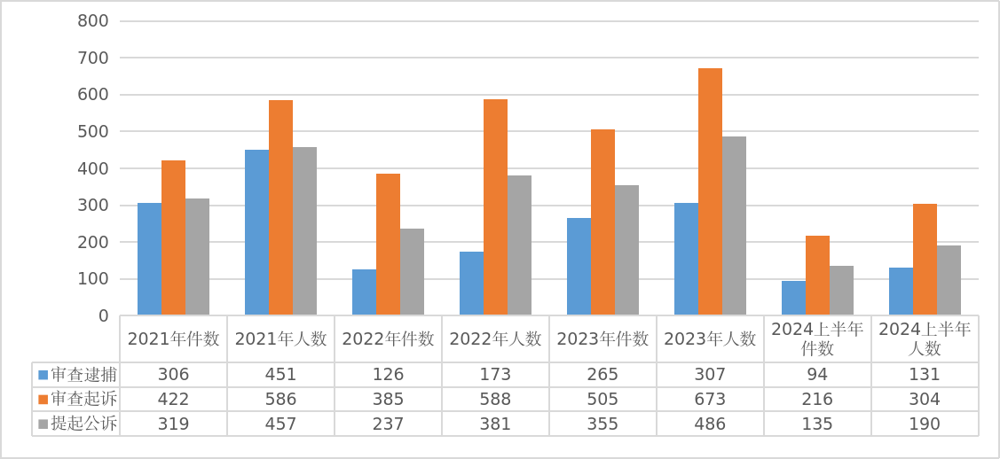 800
700
600
500
400
300
200
100
0
2021年件数 2021年人数 2022年件数 2022年人数 2023年件数 2023年人数 2024上半年件数 2024上半年人数
审查逮捕 306 451 126 173 265 307 94 131
审查起诉 422 586 385 588 505 673 216 304
提起公诉 319 457 237 381 355 486 135 190